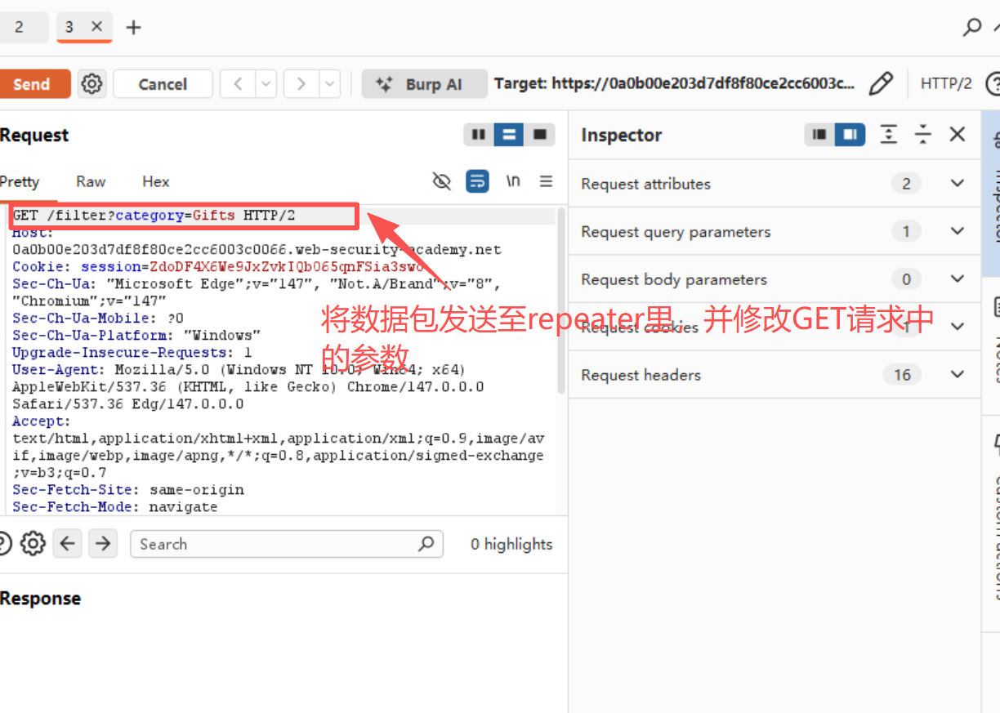 2
3
Send
Cancel
Burp AI
Target: https://0a0b00e203d7df8f80ce2cc6003c...
HTTP/2
Request
Pretty
Raw
Hex
\n
GET /filter?category=Gifts HTTP/2
Host:
0a0b00e203d7df8f80ce2cc6003c0066.web-security-academy.net
Cookie: session=ZdoDF4X6We9JxZvkIQbO65qnFSia3swo
Sec-Ch-Ua: "Microsoft Edge";v="147", "Not.A/Brand";v="8",
"Chromium";v="147"
Sec-Ch-Ua-Mobile: ?0
Sec-Ch-Ua-Platform: "Windows"
Upgrade-Insecure-Requests: 1
User-Agent: Mozilla/5.0 (Windows NT 10.0; Win64; x64)
AppleWebKit/537.36 (KHTML, like Gecko) Chrome/147.0.0.0
Safari/537.36 Edg/147.0.0.0
Accept:
text/html,application/xhtml+xml,application/xml;q=0.9,image/av
if,image/webp,image/apng,*/*;q=0.8,application/signed-exchange
;v=b3;q=0.7
Sec-Fetch-Site: same-origin
Sec-Fetch-Mode: navigate
将数据包发送至repeater里，并修改GET请求中
的参数
Search
0 highlights
Response
Inspector
Request attributes
2
Request query parameters
1
Request body parameters
0
Request cookies
1
Request headers
16
Inspector
Notes
Custom actions